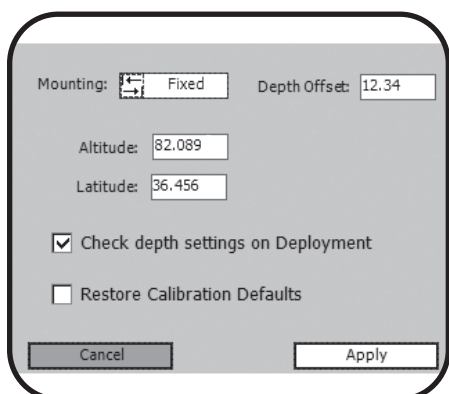 Mounting: Fixed Depth Offset: 12.34
Altitude: 82.089
Latitude: 36.456
Check depth settings on Deployment
Restore Calibration Defaults
Cancel Apply